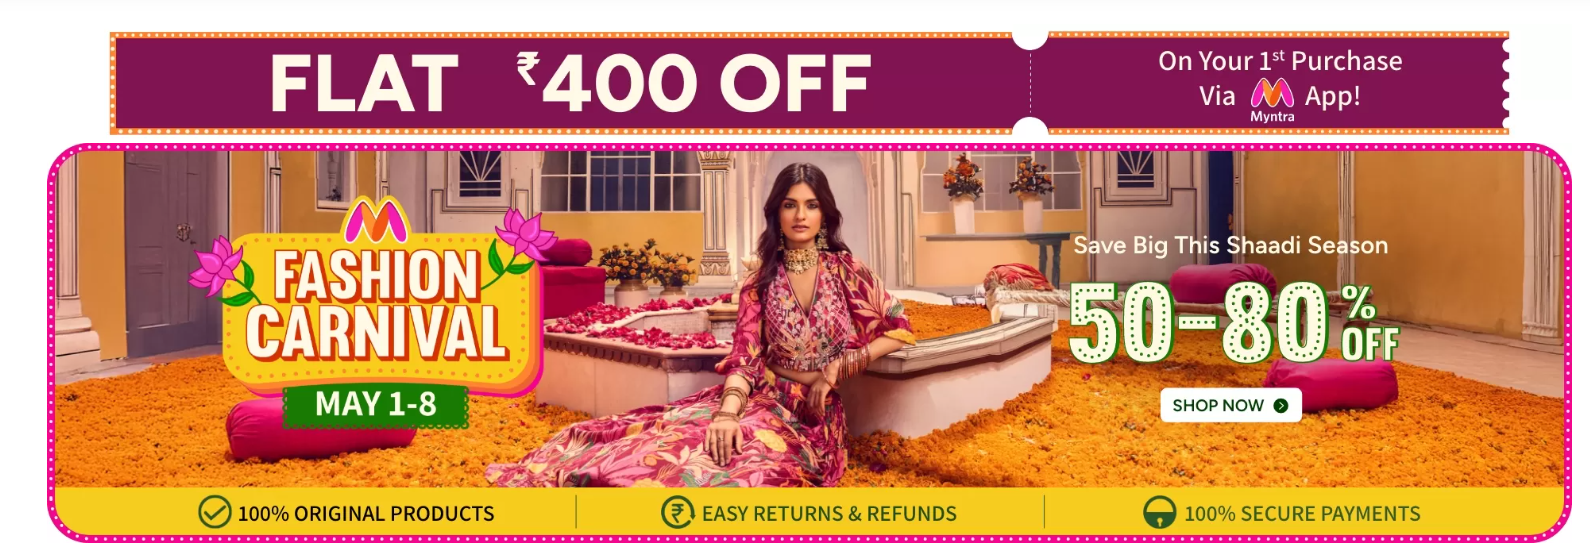 FLAT ₹400 OFF
On Your 1st Purchase
Via Myntra App!
FASHION
CARNIVAL
MAY 1-8
Save Big This Shaadi Season
50-80% OFF
SHOP NOW
100% ORIGINAL PRODUCTS
EASY RETURNS & REFUNDS
100% SECURE PAYMENTS